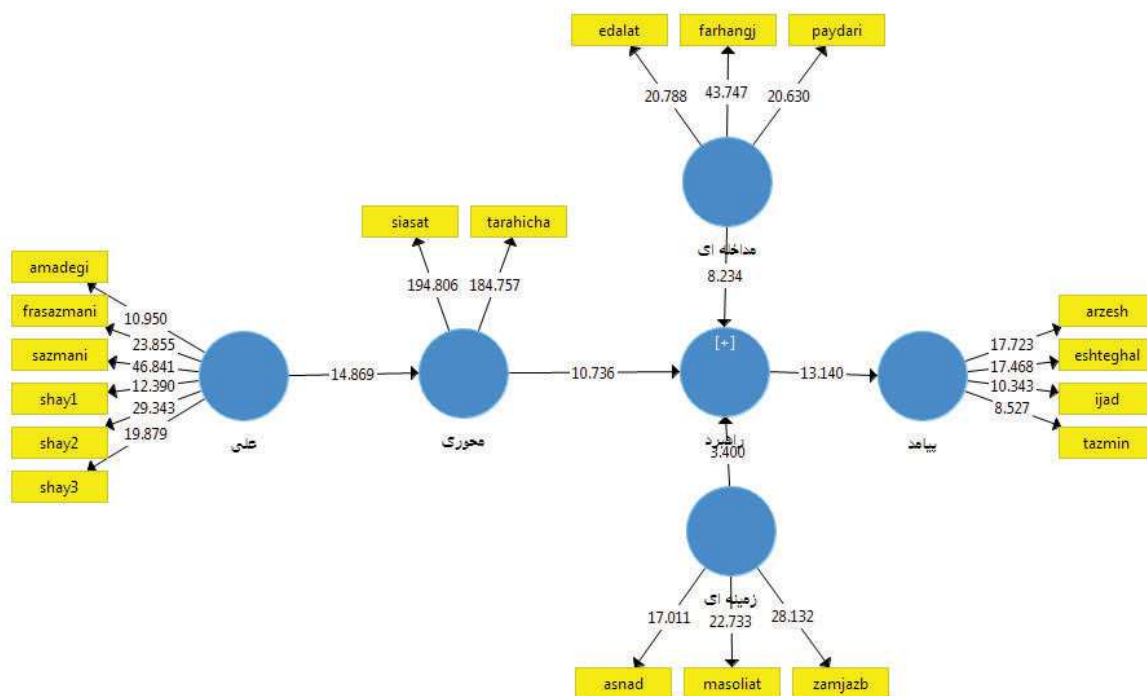 edalat farhangj paydari
20.788 43.747 20.630
مداخله ای
8.234
siasat tarahicha
194.806 184.757
amadegi
frasazmani
sazmani
shay1
shay2
shay3
10.950
23.855
46.841
12.390
29.343
19.879
علی
14.869
محوری
10.736
[+]
راهبرد
13.140
پیامد
17.723
17.468
10.343
8.527
arzesh
eshteghal
ijad
tazmin
3.400
زمینه ای
17.011 22.733 28.132
asnad masoliat zamjazb